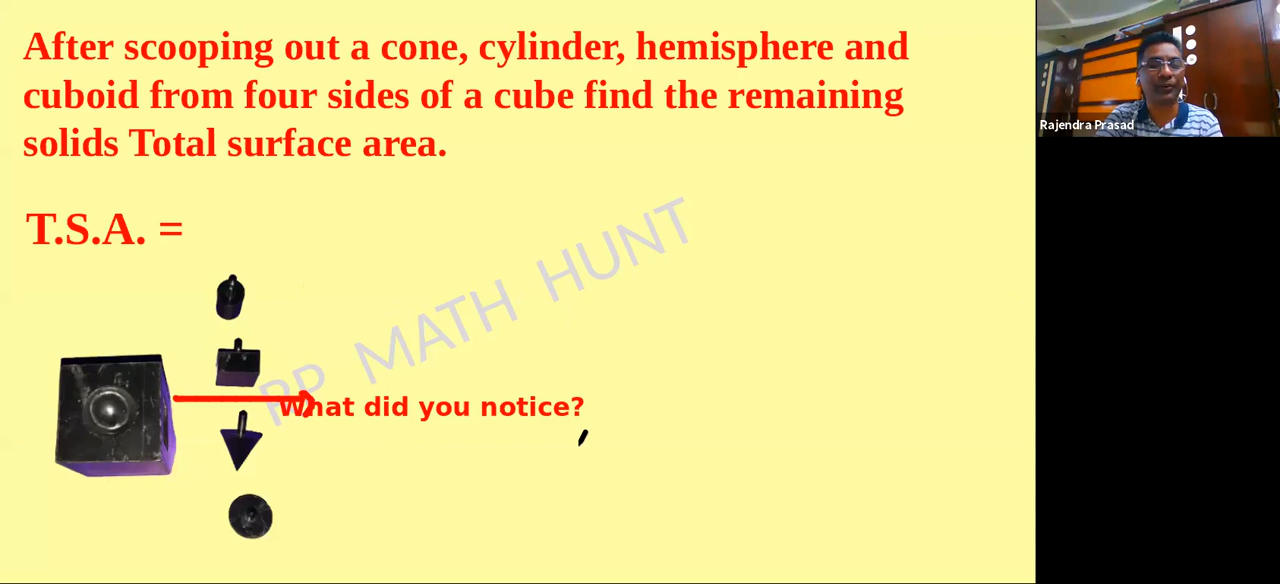 After scooping out a cone, cylinder, hemisphere and
cuboid from four sides of a cube find the remaining
solids Total surface area.
T.S.A. =
RP MATH HUNT
What did you notice?
Rajendra Prasad